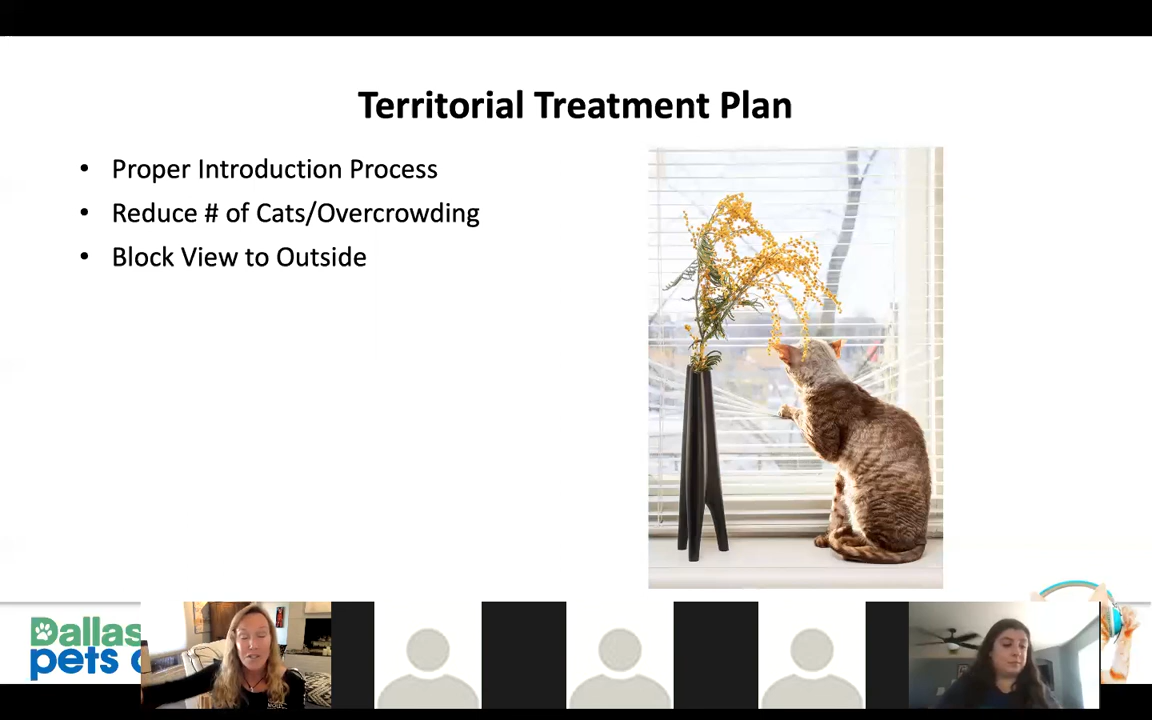 Territorial Treatment Plan
• Proper Introduction Process
• Reduce # of Cats/Overcrowding
• Block View to Outside
Dallas
pets